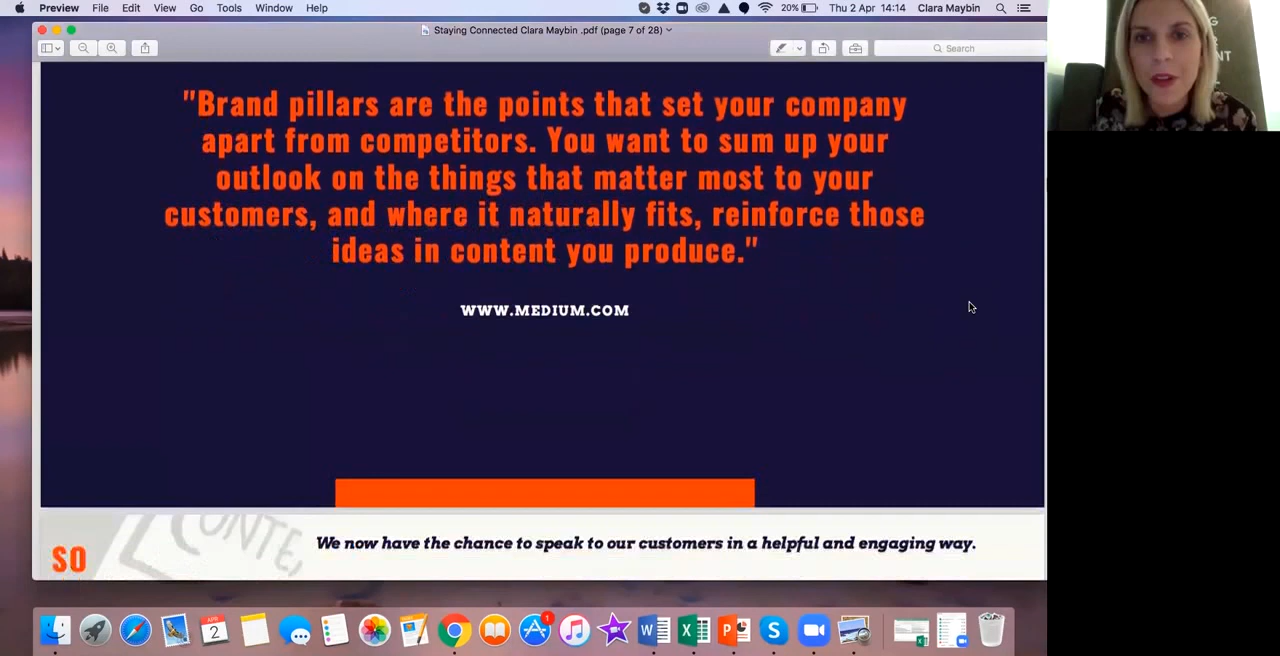 Preview File Edit View Go Tools Window Help 20% Thu 2 Apr 14:14 Clara Maybin
Staying Connected Clara Maybin .pdf (page 7 of 28)
Search
"Brand pillars are the points that set your company
apart from competitors. You want to sum up your
outlook on the things that matter most to your
customers, and where it naturally fits, reinforce those
ideas in content you produce."
WWW.MEDIUM.COM
CONTE
SO
We now have the chance to speak to our customers in a helpful and engaging way.
APR
2
1
W
X
P
S